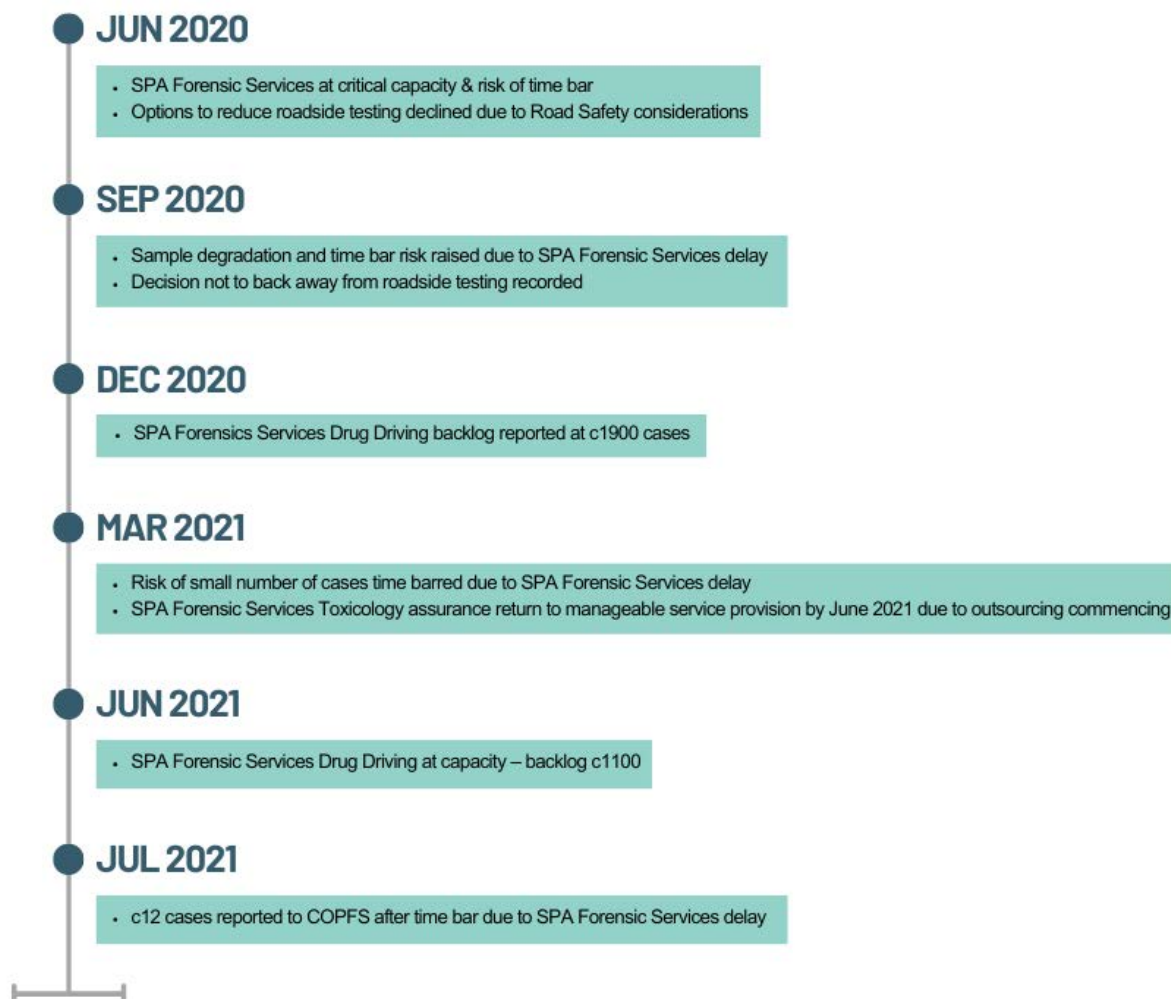 JUN 2020
• SPA Forensic Services at critical capacity & risk of time bar
• Options to reduce roadside testing declined due to Road Safety considerations
SEP 2020
• Sample degradation and time bar risk raised due to SPA Forensic Services delay
• Decision not to back away from roadside testing recorded
DEC 2020
• SPA Forensics Services Drug Driving backlog reported at c1900 cases
MAR 2021
• Risk of small number of cases time barred due to SPA Forensic Services delay
• SPA Forensic Services Toxicology assurance return to manageable service provision by June 2021 due to outsourcing commencing
JUN 2021
• SPA Forensic Services Drug Driving at capacity – backlog c1100
JUL 2021
• c12 cases reported to COPFS after time bar due to SPA Forensic Services delay